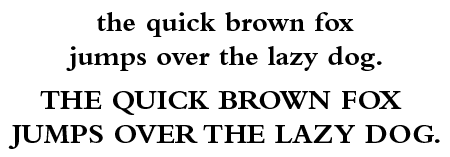 the quick brown fox
jumps over the lazy dog.
THE QUICK BROWN FOX
JUMPS OVER THE LAZY DOG.